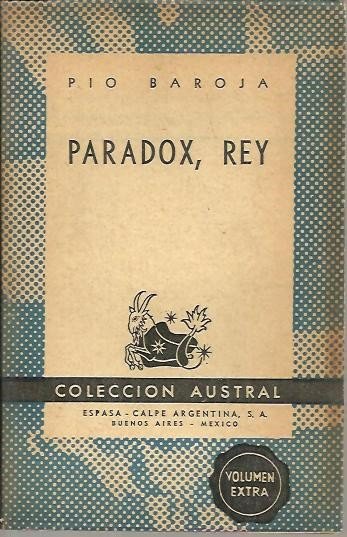 PIO BAROJA
PARADOX, REY
COLECCION AUSTRAL
ESPASA - CALPE ARGENTINA, S. A.
BUENOS AIRES - MEXICO
VOLUMEN
EXTRA